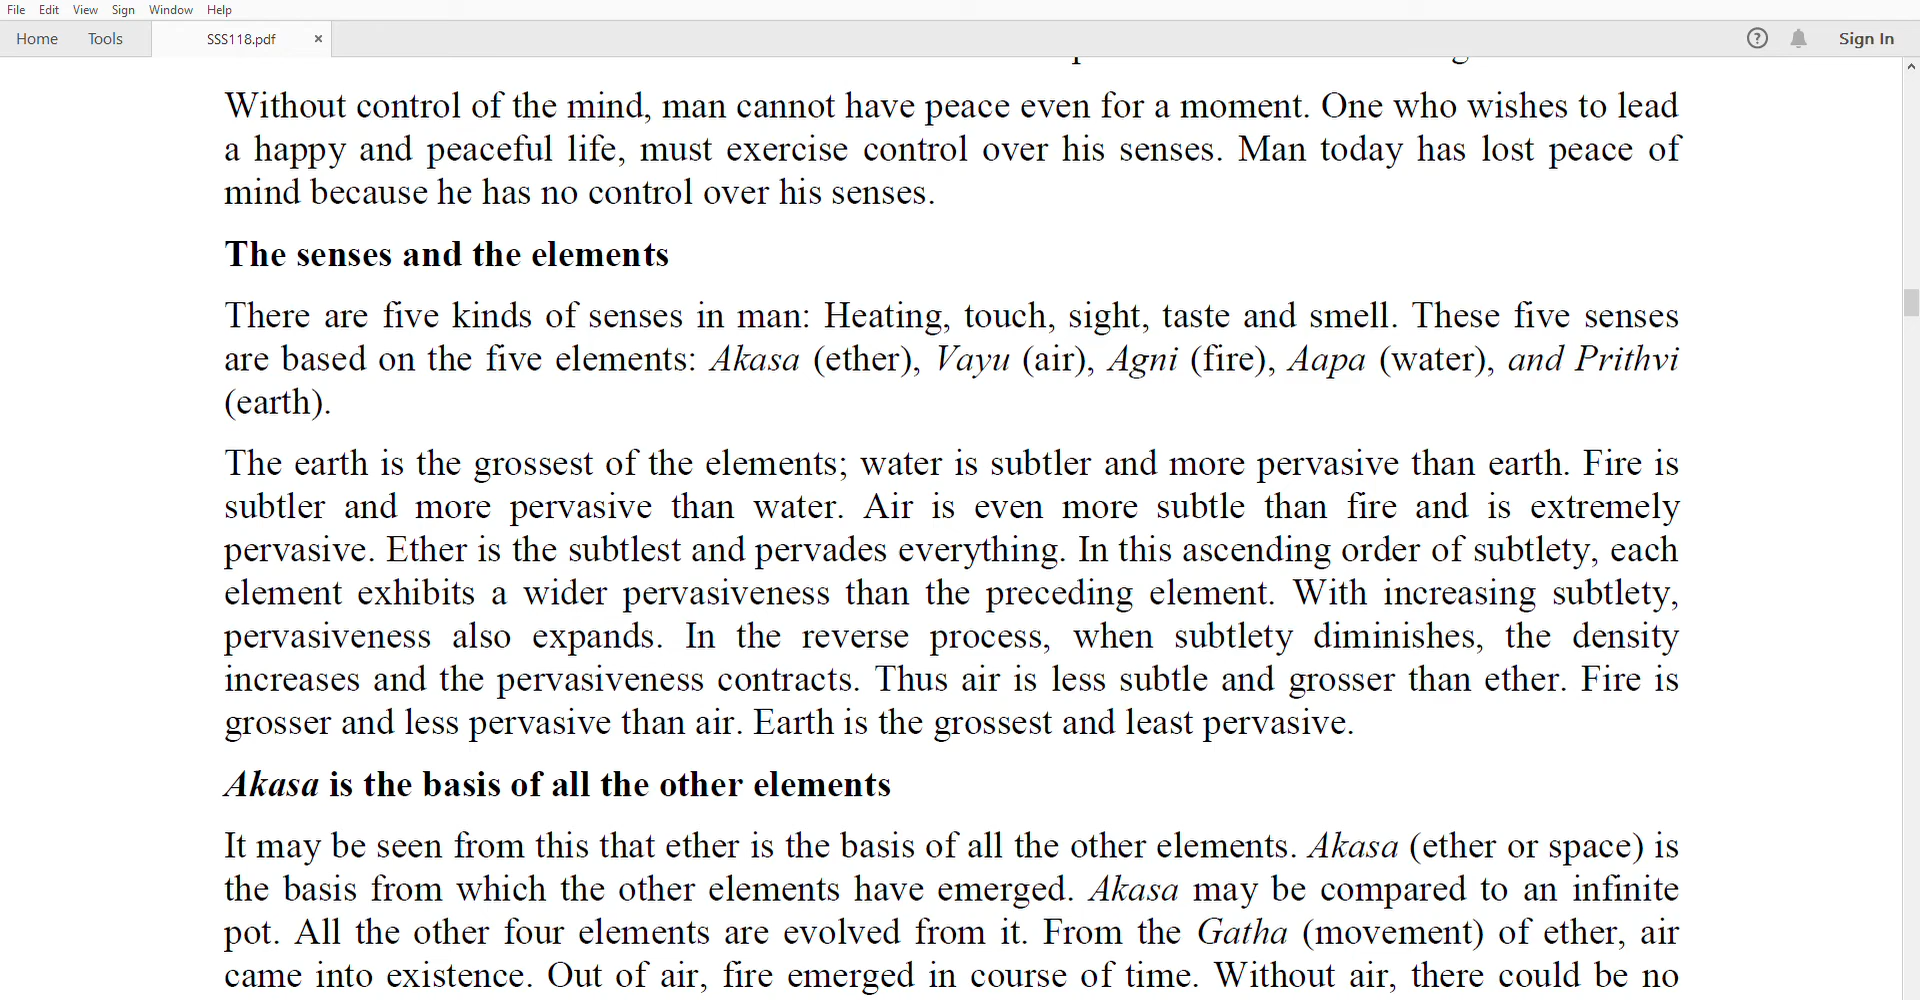 File Edit View Sign Window Help
Home Tools SSS118.pdf × ? Sign In
Without control of the mind, man cannot have peace even for a moment. One who wishes to lead
a happy and peaceful life, must exercise control over his senses. Man today has lost peace of
mind because he has no control over his senses.
The senses and the elements
There are five kinds of senses in man: Heating, touch, sight, taste and smell. These five senses
are based on the five elements: Akasa (ether), Vayu (air), Agni (fire), Aapa (water), and Prithvi
(earth).
The earth is the grossest of the elements; water is subtler and more pervasive than earth. Fire is
subtler and more pervasive than water. Air is even more subtle than fire and is extremely
pervasive. Ether is the subtlest and pervades everything. In this ascending order of subtlety, each
element exhibits a wider pervasiveness than the preceding element. With increasing subtlety,
pervasiveness also expands. In the reverse process, when subtlety diminishes, the density
increases and the pervasiveness contracts. Thus air is less subtle and grosser than ether. Fire is
grosser and less pervasive than air. Earth is the grossest and least pervasive.
Akasa is the basis of all the other elements
It may be seen from this that ether is the basis of all the other elements. Akasa (ether or space) is
the basis from which the other elements have emerged. Akasa may be compared to an infinite
pot. All the other four elements are evolved from it. From the Gatha (movement) of ether, air
came into existence. Out of air, fire emerged in course of time. Without air, there could be no